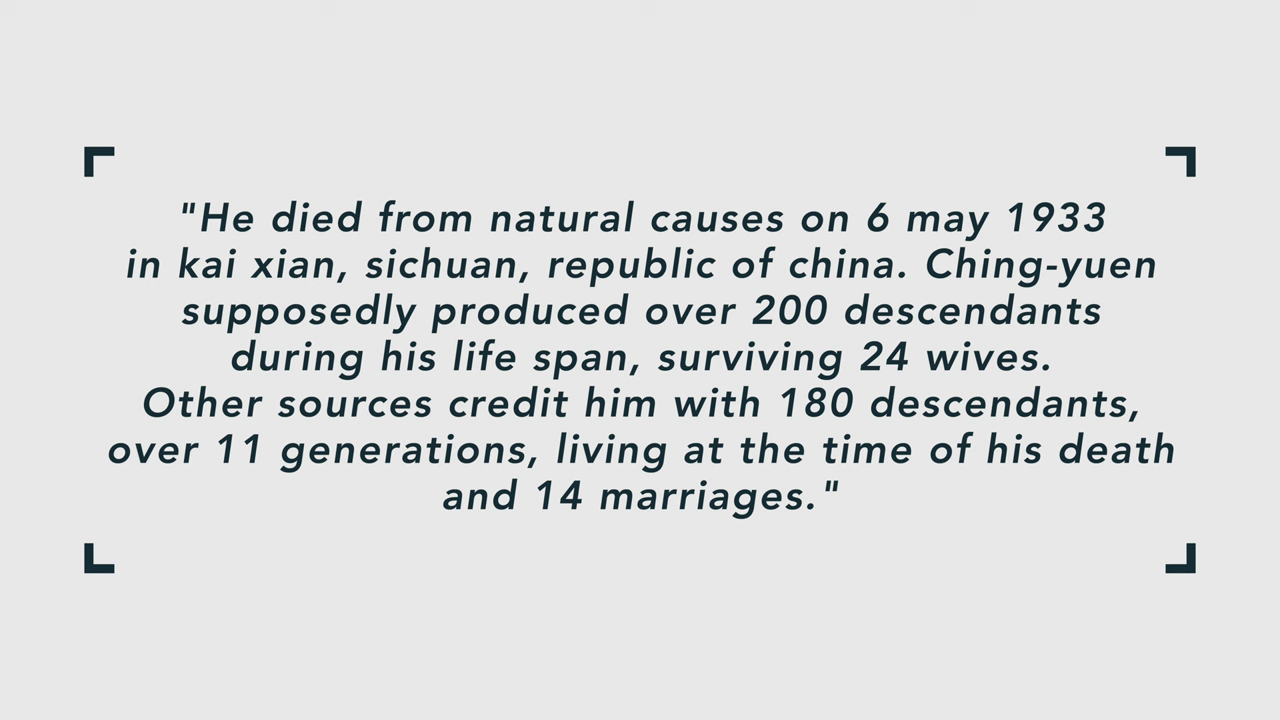 "He died from natural causes on 6 may 1933
in kai xian, sichuan, republic of china. Ching-yuen
supposedly produced over 200 descendants
during his life span, surviving 24 wives.
Other sources credit him with 180 descendants,
over 11 generations, living at the time of his death
and 14 marriages."